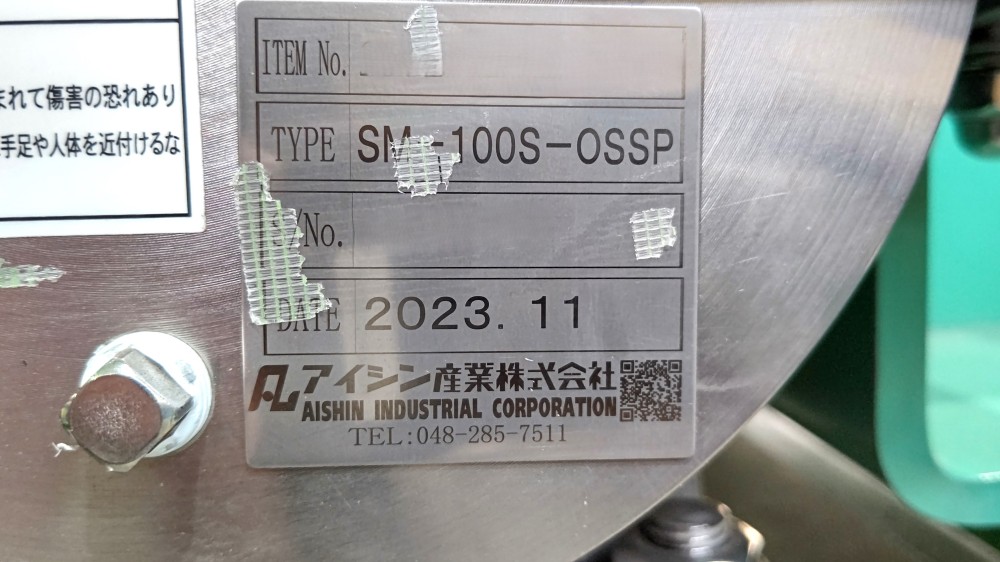 まれて傷害の恐れあり
手足や人体を近付けるな
ITEM No.
TYPE SM -100S-OSSP
S/No.
DATE 2023.11
アイシン産業株式会社
AISHIN INDUSTRIAL CORPORATION
TEL:048-285-7511